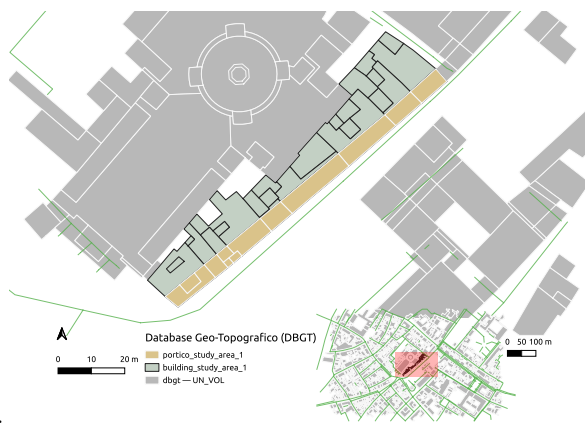 Database Geo-Topografico (DBGT)
0 10 20 m
portico_study_area_1
building_study_area_1
dbgt — UN_VOL
0 50 100 m